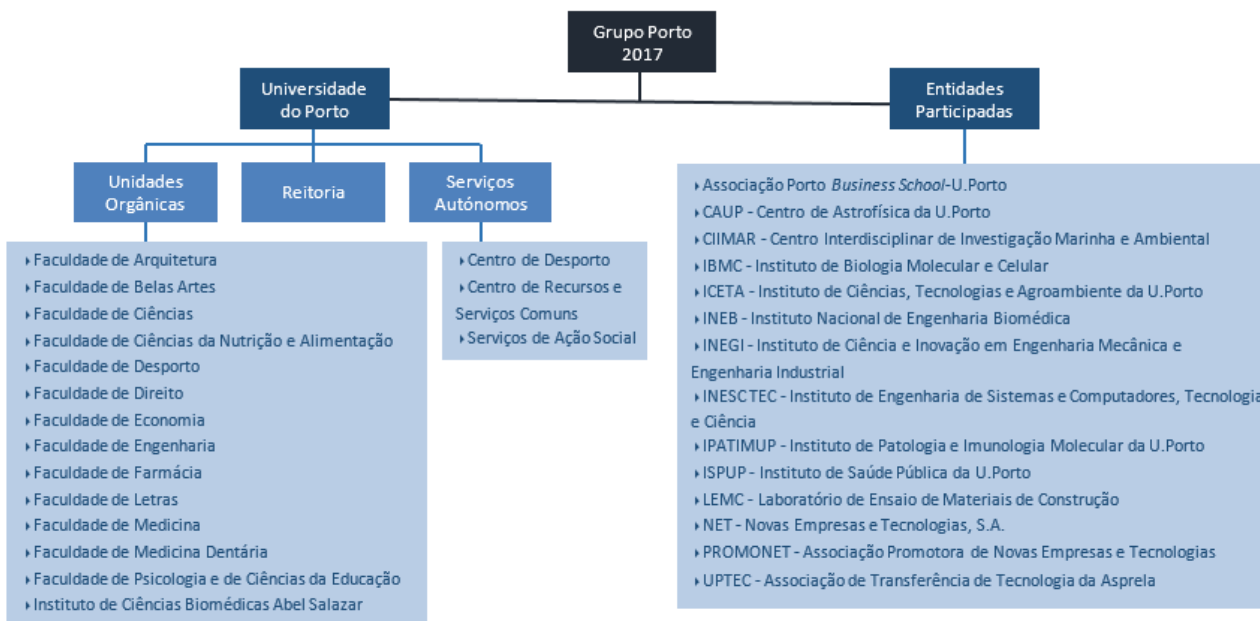 Grupo Porto
2017
Universidade
do Porto
Entidades
Participadas
Unidades
Orgânicas
Reitoria
Serviços
Autónomos
Faculdade de Arquitetura
Faculdade de Belas Artes
Faculdade de Ciências
Faculdade de Ciências da Nutrição e Alimentação
Faculdade de Desporto
Faculdade de Direito
Faculdade de Economia
Faculdade de Engenharia
Faculdade de Farmácia
Faculdade de Letras
Faculdade de Medicina
Faculdade de Medicina Dentária
Faculdade de Psicologia e de Ciências da Educação
Instituto de Ciências Biomédicas Abel Salazar
Centro de Desporto
Centro de Recursos e
Serviços Comuns
Serviços de Ação Social
Associação Porto Business School-U.Porto
CAUP - Centro de Astrofísica da U.Porto
CIIMAR - Centro Interdisciplinar de Investigação Marinha e Ambiental
IBMC - Instituto de Biologia Molecular e Celular
ICETA - Instituto de Ciências, Tecnologias e Agroambiente da U.Porto
INEB - Instituto Nacional de Engenharia Biomédica
INEGI - Instituto de Ciência e Inovação em Engenharia Mecânica e
Engenharia Industrial
INESCTEC - Instituto de Engenharia de Sistemas e Computadores, Tecnologia
e Ciência
IPATIMUP - Instituto de Patologia e Imunologia Molecular da U.Porto
ISPUP - Instituto de Saúde Pública da U.Porto
LEMC - Laboratório de Ensaio de Materiais de Construção
NET - Novas Empresas e Tecnologias, S.A.
PROMONET - Associação Promotora de Novas Empresas e Tecnologias
UPTEC - Associação de Transferência de Tecnologia da Asprela